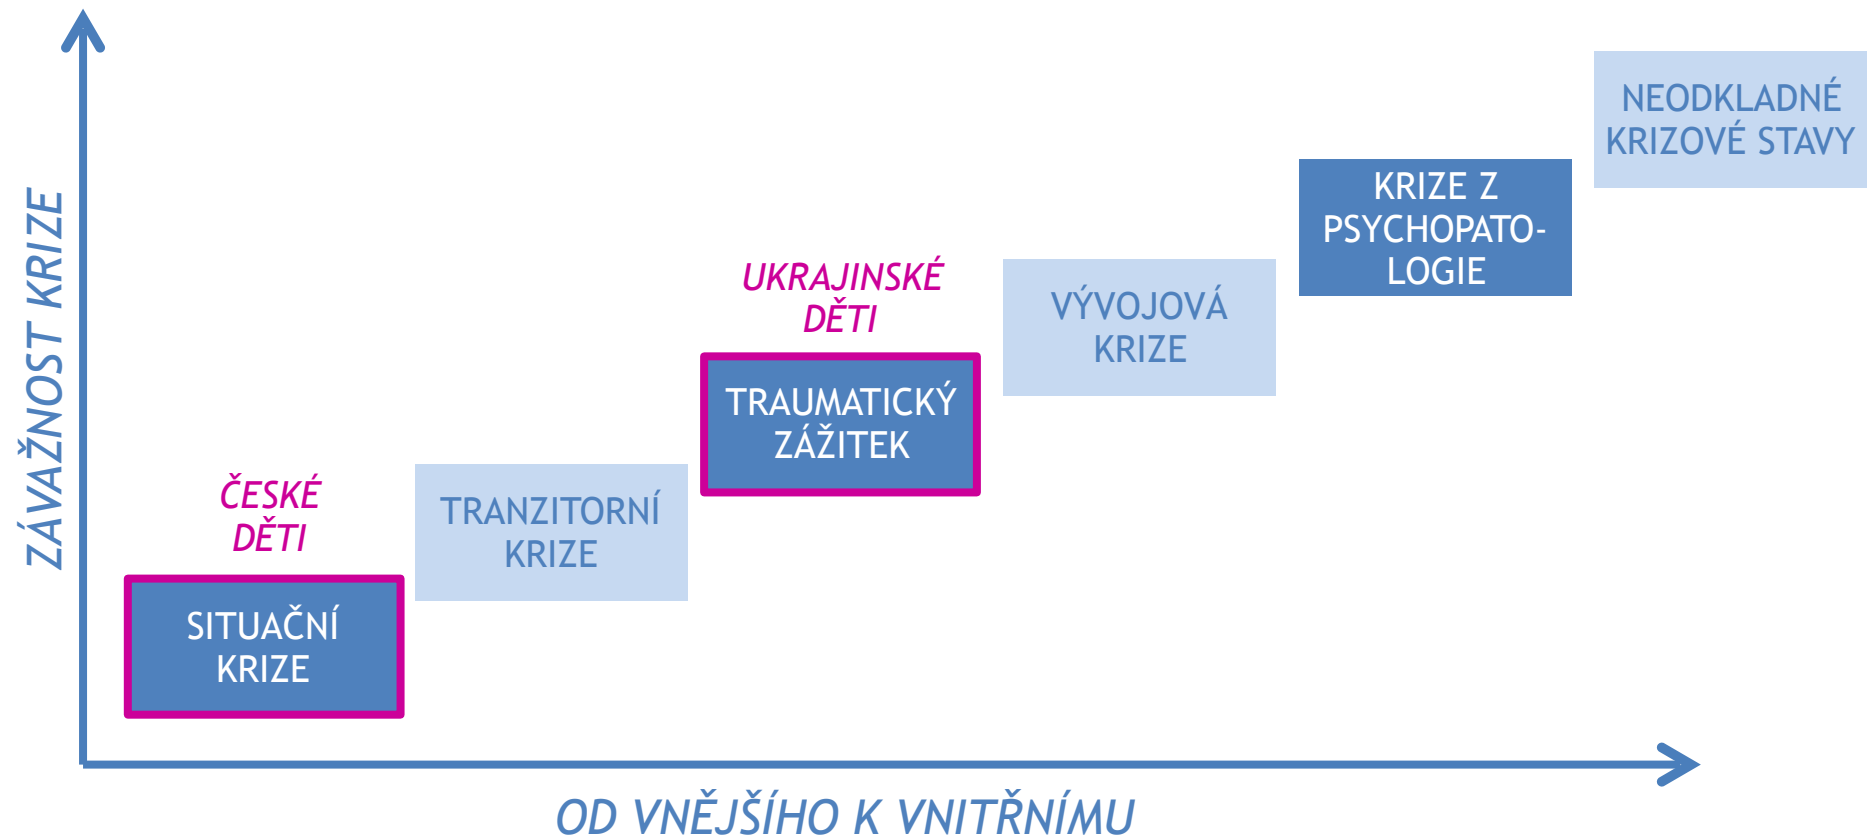 ZÁVAŽNOST KRIZE
ČESKÉ
DĚTI
SITUAČNÍ
KRIZE
TRANZITORNÍ
KRIZE
UKRAJINSKÉ
DĚTI
TRAUMATICKÝ
ZÁŽITEK
VÝVOJOVÁ
KRIZE
KRIZE Z
PSYCHOPATO-
LOGIE
NEODKLADNÉ
KRIZOVÉ STAVY
OD VNĚJŠÍHO K VNITŘNÍMU